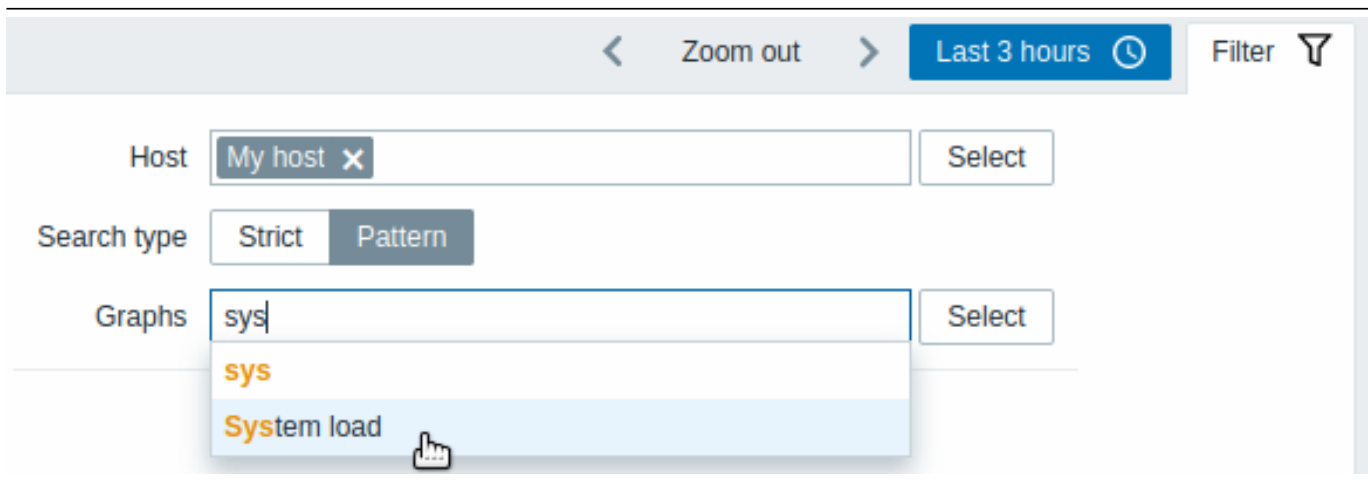 Zoom out Last 3 hours Filter
Host My host Select
Search type Strict Pattern
Graphs sys Select
sys
System load